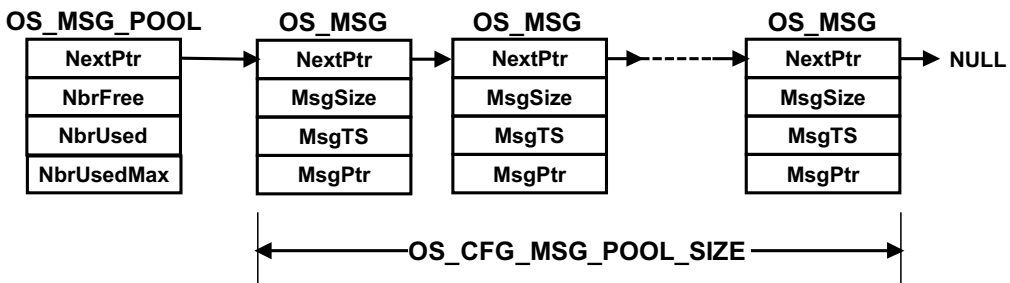 OS_MSG_POOL OS_MSG OS_MSG OS_MSG
NextPtr NextPtr NextPtr NextPtr NULL
NbrFree MsgSize MsgSize MsgSize
NbrUsed MsgTS MsgTS MsgTS
NbrUsedMax MsgPtr MsgPtr MsgPtr
OS_CFG_MSG_POOL_SIZE